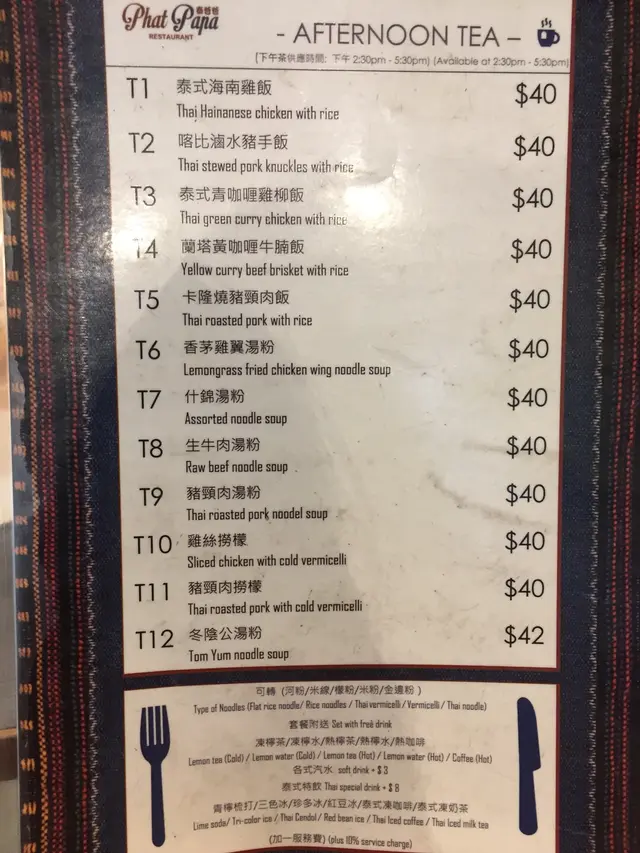 Phat Papa 泰爸爸
RESTAURANT
- AFTERNOON TEA –
(下午茶供應時間: 下午 2:30pm - 5:30pm) (Available at 2:30pm - 5:30pm)
T1 泰式海南雞飯 $40
Thai Hainanese chicken with rice
T2 喀比滷水豬手飯 $40
Thai stewed pork knuckles with rice
T3 泰式青咖喱雞柳飯 $40
Thai green curry chicken with rice
T4 蘭塔黃咖喱牛腩飯 $40
Yellow curry beef brisket with rice
T5 卡隆燒豬頸肉飯 $40
Thai roasted pork with rice
T6 香茅雞翼湯粉 $40
Lemongrass fried chicken wing noodle soup
T7 什錦湯粉 $40
Assorted noodle soup
T8 生牛肉湯粉 $40
Raw beef noodle soup
T9 豬頸肉湯粉 $40
Thai roasted pork noodel soup
T10 雞絲撈檬 $40
Sliced chicken with cold vermicelli
T11 豬頸肉撈檬 $40
Thai roasted pork with cold vermicelli
T12 冬陰公湯粉 $42
Tom Yum noodle soup
可轉 (河粉/米線/檬粉/米粉/金邊粉)
Type of Noodles (Flat rice noodle/ Rice noodles / Thai vermicelli / Vermicelli / Thai noodle)
套餐附送 Set with free drink
凍檸茶/凍檸水/熱檸茶/熱檸水/熱咖啡
Lemon tea (Cold) / Lemon water (Cold) / Lemon tea (Hot) / Lemon water (Hot) / Coffee (Hot)
各式汽水 soft drink + $ 3
泰式特飲 Thai special drink + $ 8
青檸梳打/三色冰/珍多冰/紅豆冰/泰式凍咖啡/泰式凍奶茶
Lime soda/ Tri-color ice / Thai Cendol / Red bean ice / Thai Iced coffee / Thai Iced milk tea
(加一服務費) (plus 10% service charge)